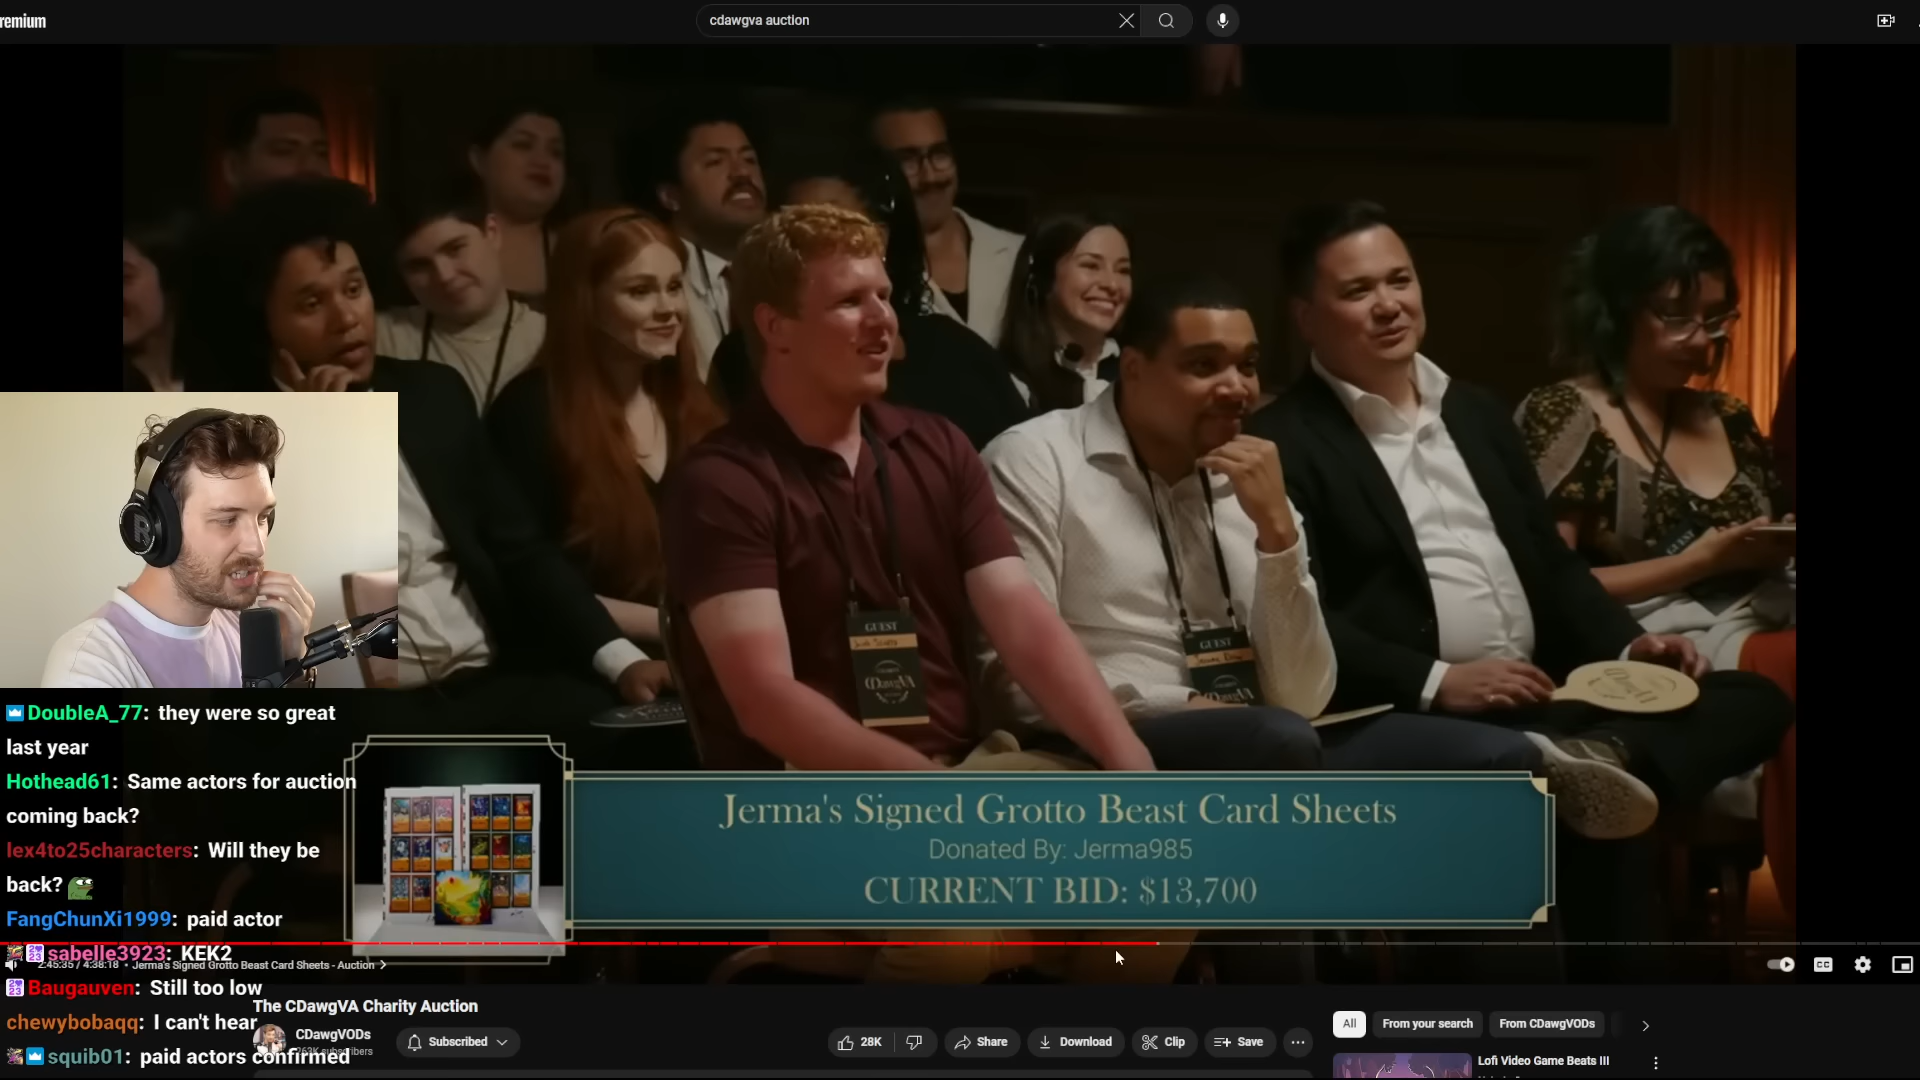 remium
cdawgva auction
GUEST
GUEST
CDawgVA
GUEST
DoubleA_77: they were so great
last year
Hothead61: Same actors for auction
coming back?
lex4to25characters: Will they be
back?
FangChunXi1999: paid actor
sabelle3923: KEK2
Baugauven: Still too low
chewybobaqq: I can't hear
squib01: paid actors confirmed
Jerma's Signed Grotto Beast Card Sheets
Donated By: Jerma985
CURRENT BID: $13,700
2:45:35 / 4:38:18 • Jerma's Signed Grotto Beast Card Sheets - Auction
CC
The CDawgVA Charity Auction
CDawgVODs
subscribers
Subscribed
28K
Share
Download
Clip
Save
All
From your search
From CDawgVODs
Lofi Video Game Beats III